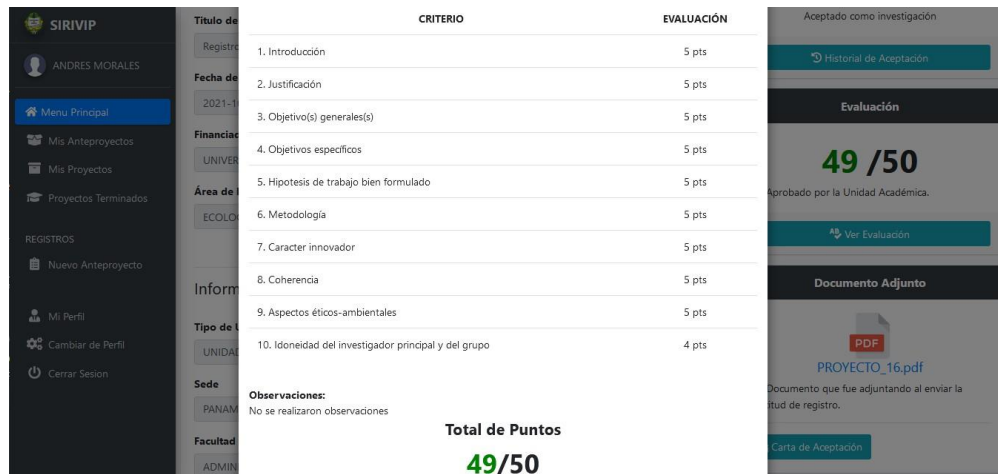 SIRIVIP
ANDRES MORALES
Menu Principal
Mis Anteproyectos
Mis Proyectos
Proyectos Terminados
REGISTROS
Nuevo Anteproyecto
Mi Perfil
Cambiar de Perfil
Cerrar Sesion
Titulo de
Registro
Fecha de
2021-1
Financiac
UNIVER
Área de
ECOLO
Inform
Tipo de
UNIDAD
Sede
PANAM
Facultad
ADMIN
CRITERIO EVALUACIÓN
1. Introducción 5 pts
2. Justificación 5 pts
3. Objetivo(s) generales(s) 5 pts
4. Objetivos específicos 5 pts
5. Hipotesis de trabajo bien formulado 5 pts
6. Metodología 5 pts
7. Caracter innovador 5 pts
8. Coherencia 5 pts
9. Aspectos éticos-ambientales 5 pts
10. Idoneidad del investigador principal y del grupo 4 pts
Observaciones:
No se realizaron observaciones
Total de Puntos
49/50
Aceptado como investigación
Historial de Aceptación
Evaluación
49 /50
Aprobado por la Unidad Académica.
Ver Evaluación
Documento Adjunto
PDF
PROYECTO_16.pdf
Documento que fue adjuntando al enviar la
itud de registro.
Carta de Aceptación